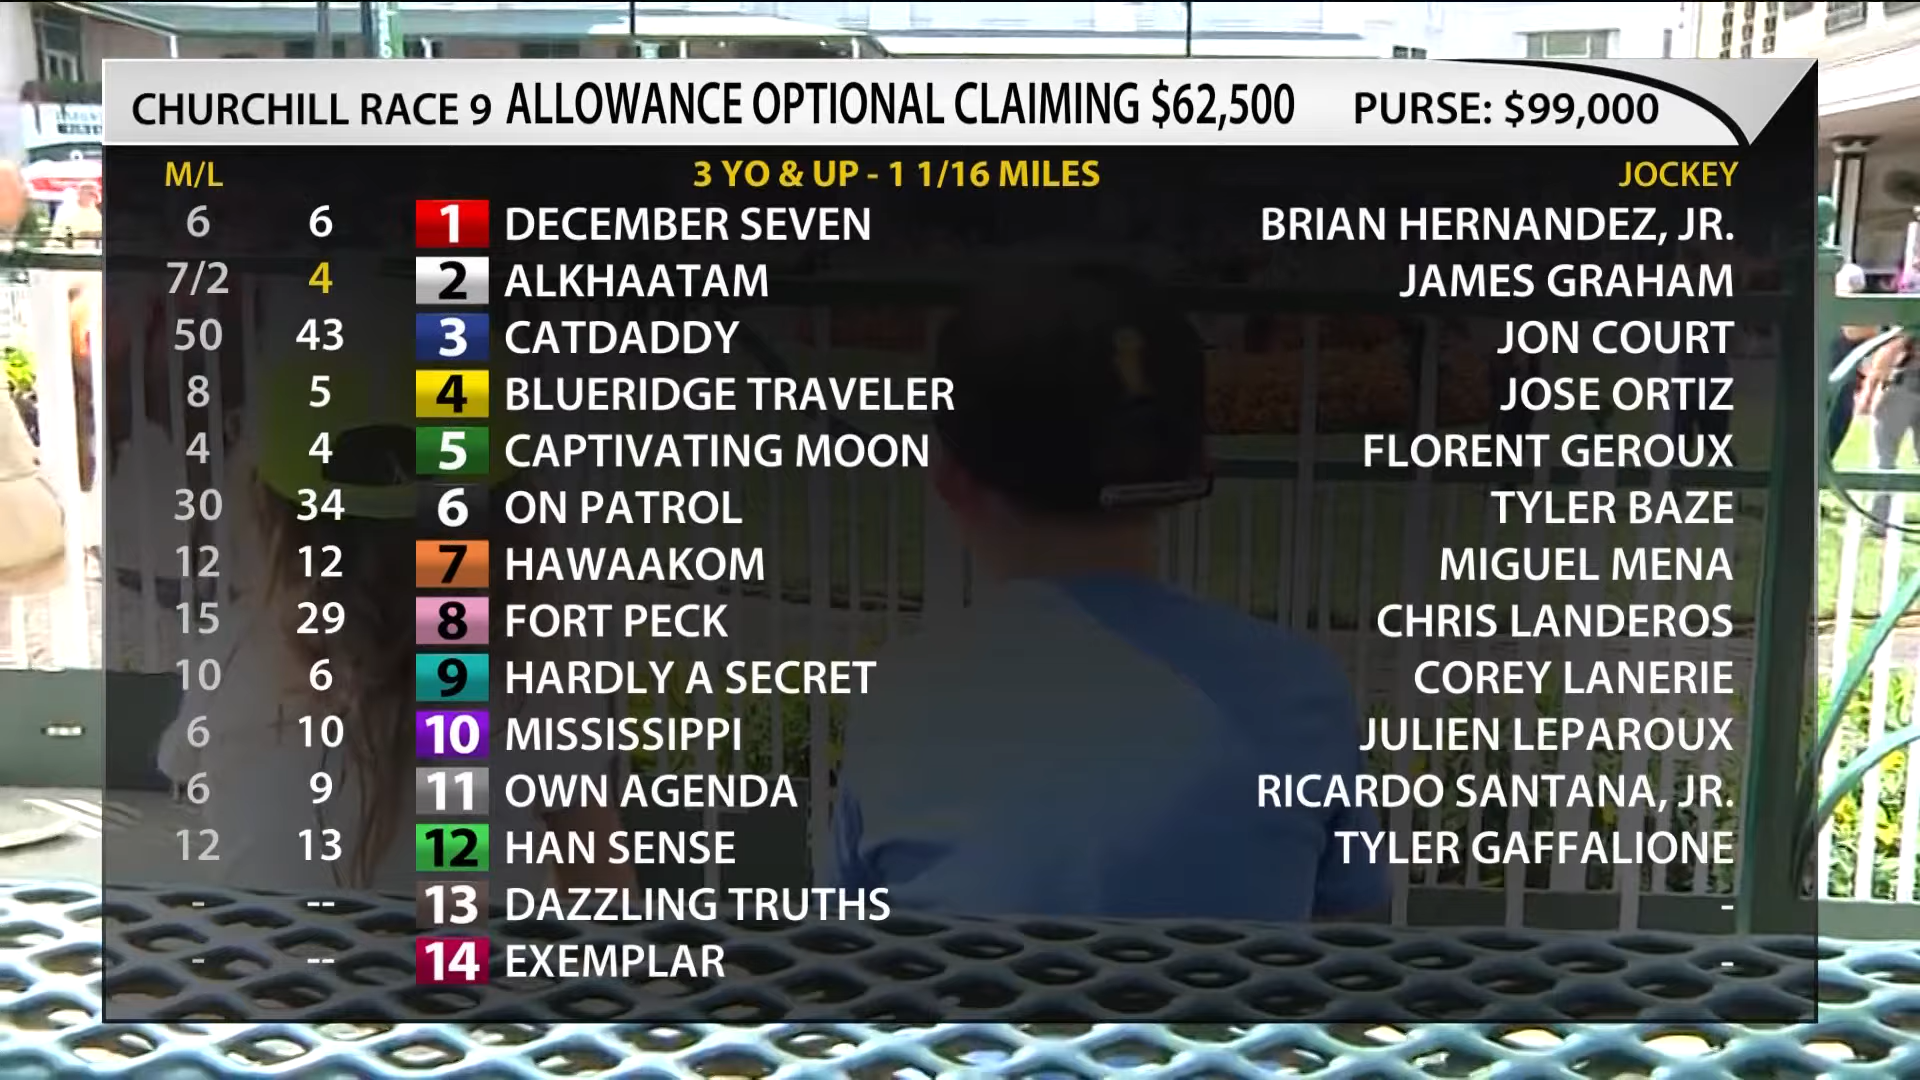 CHURCHILL RACE 9 ALLOWANCE OPTIONAL CLAIMING $62,500 PURSE: $99,000
M/L 3 YO & UP - 1 1/16 MILES JOCKEY
6 6 1 DECEMBER SEVEN BRIAN HERNANDEZ, JR.
7/2 4 2 ALKHAATAM JAMES GRAHAM
50 43 3 CATDADDY JON COURT
8 5 4 BLUERIDGE TRAVELER JOSE ORTIZ
4 4 5 CAPTIVATING MOON FLORENT GEROUX
30 34 6 ON PATROL TYLER BAZE
12 12 7 HAWAAKOM MIGUEL MENA
15 29 8 FORT PECK CHRIS LANDEROS
10 6 9 HARDLY A SECRET COREY LANERIE
6 10 10 MISSISSIPPI JULIEN LEPAROUX
6 9 11 OWN AGENDA RICARDO SANTANA, JR.
12 13 12 HAN SENSE TYLER GAFFALIONE
- -- 13 DAZZLING TRUTHS -
- -- 14 EXEMPLAR -